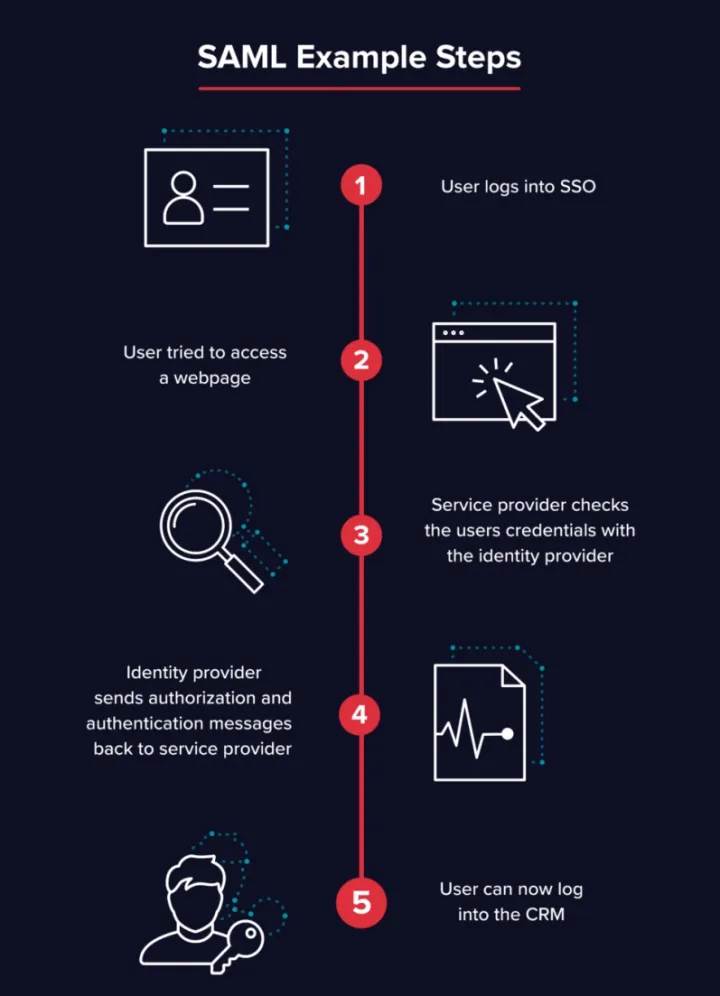 SAML Example Steps
1
User logs into SSO
User tried to access
a webpage
2
3
Service provider checks
the users credentials with
the identity provider
Identity provider
sends authorization and
authentication messages
back to service provider
4
5
User can now log
into the CRM